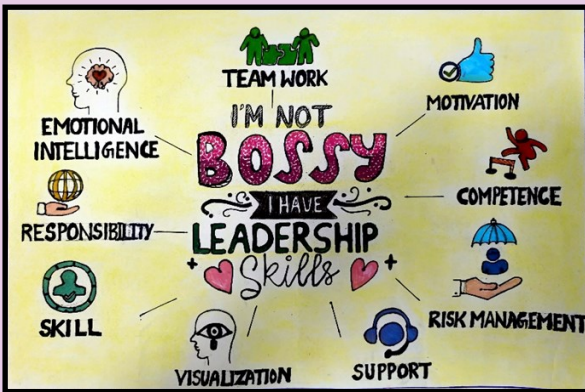 TEAM WORK
I'M NOT
BOSSY
I HAVE
LEADERSHIP
Skills
EMOTIONAL
INTELLIGENCE
RESPONSIBILITY
SKILL
VISUALIZATION
SUPPORT
RISK MANAGEMENT
COMPETENCE
MOTIVATION